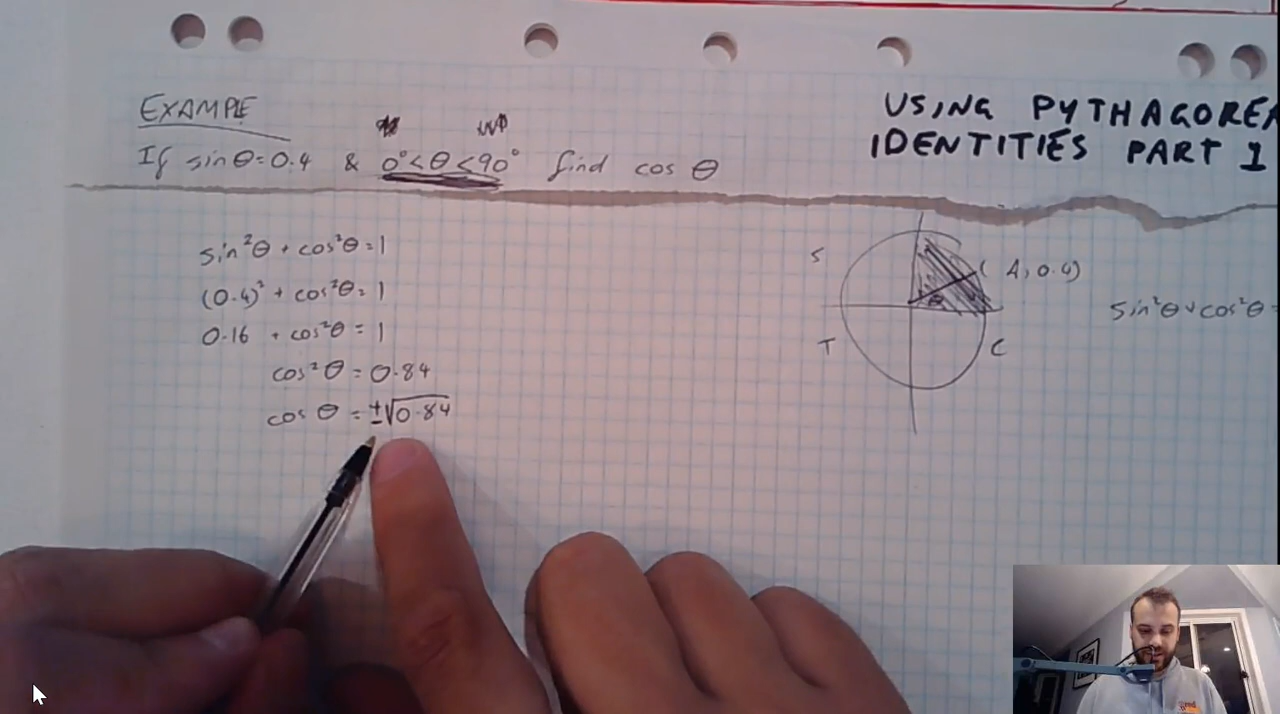 EXAMPLE
If sin θ = 0.4 & 0° < θ < 90° find cos θ
USING PYTHAGOREA
IDENTITIES PART 1
sin²θ + cos²θ = 1
(0.4)² + cos²θ = 1
0.16 + cos²θ = 1
cos²θ = 0.84
cos θ = ±√0.84
S
( A, 0.4)
T
C
θ
sin²θ + cos²θ =